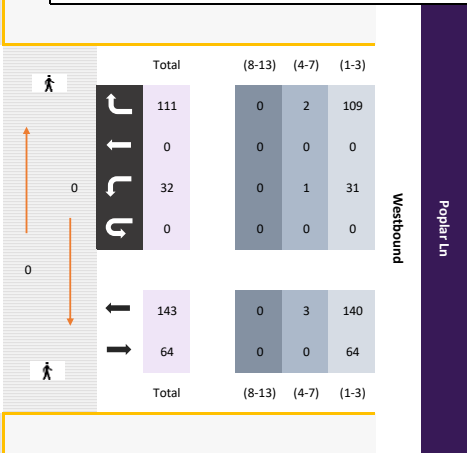 Total (8-13) (4-7) (1-3)
111 0 2 109
0 0 0 0
0 32 0 1 31
0 0 0 0
0
143 0 3 140
64 0 0 64
Total (8-13) (4-7) (1-3)
Westbound
Poplar Ln